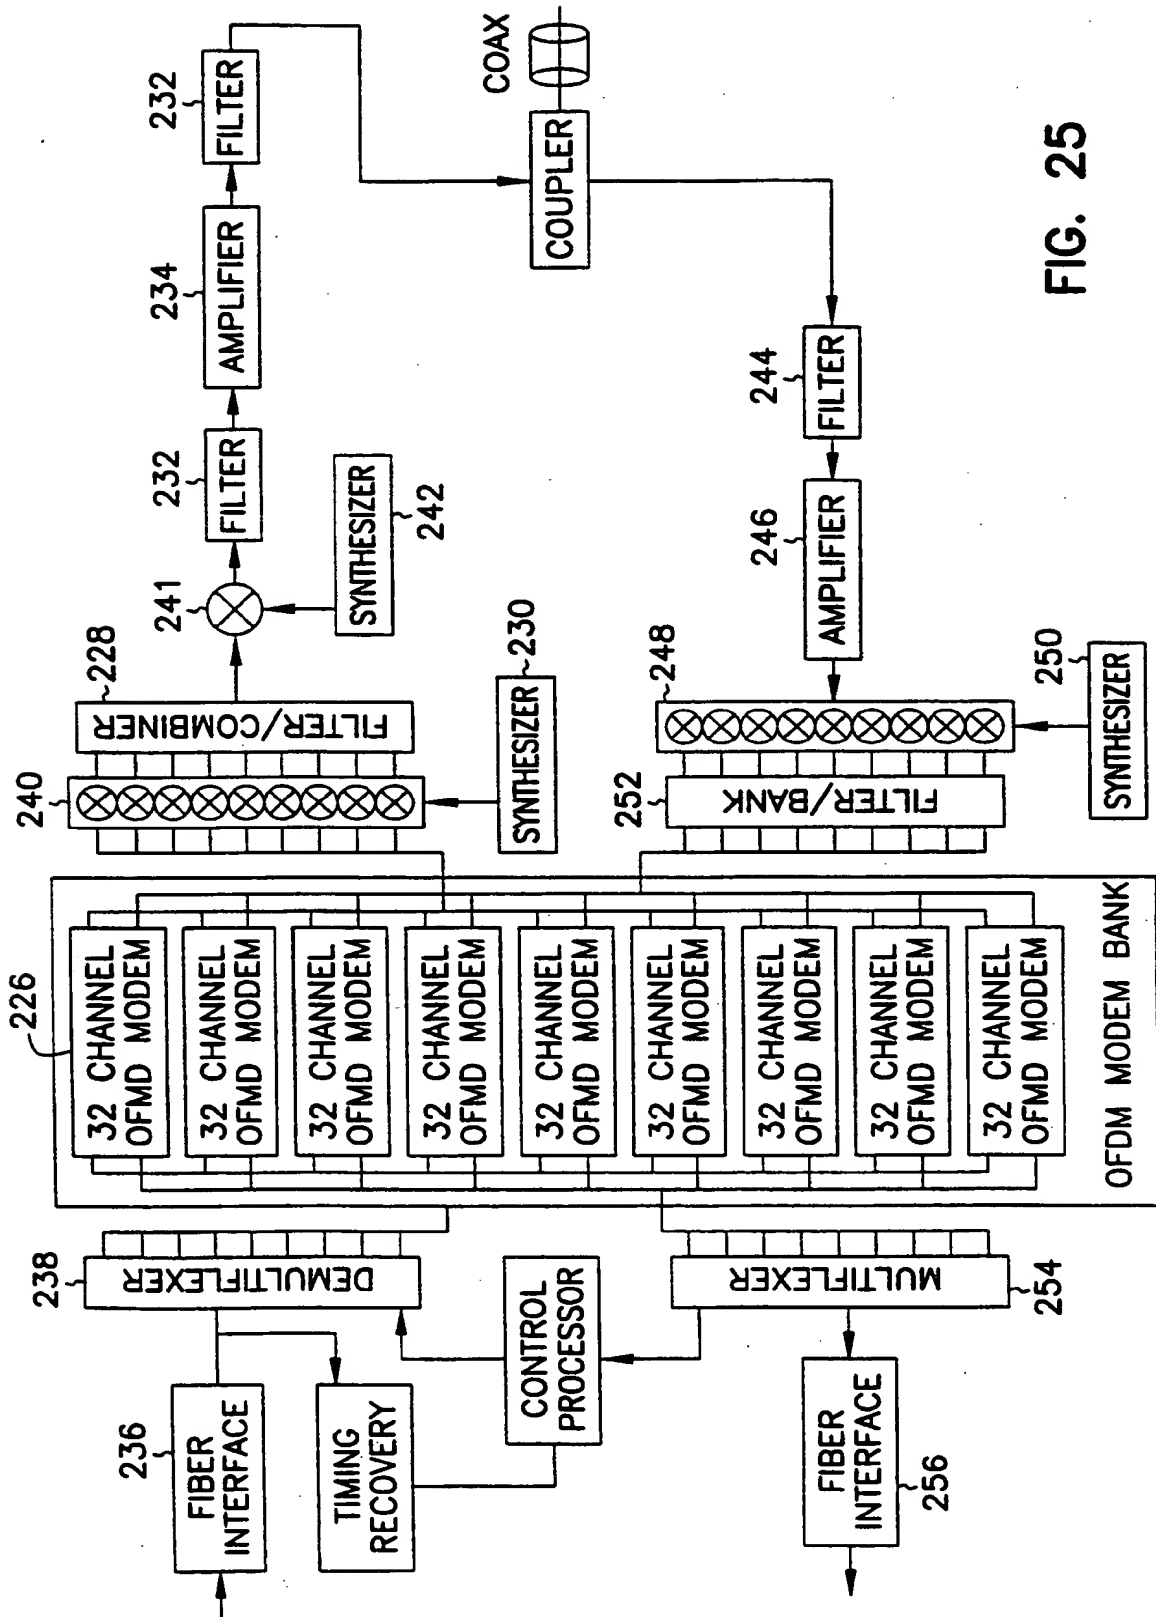 236
FIBER
INTERFACE
TIMING
RECOVERY
238
DEMULTIFLEXER
CONTROL
PROCESSOR
MULTIFLEXER
254
FIBER
INTERFACE
256
226
32 CHANNEL
OFMD MODEM
32 CHANNEL
OFMD MODEM
32 CHANNEL
OFMD MODEM
32 CHANNEL
OFMD MODEM
32 CHANNEL
OFMD MODEM
32 CHANNEL
OFMD MODEM
32 CHANNEL
OFMD MODEM
32 CHANNEL
OFMD MODEM
32 CHANNEL
OFMD MODEM
OFDM MODEM BANK
240
228
FILTER/COMBINER
SYNTHESIZER
230
241
SYNTHESIZER
242
232
FILTER
234
AMPLIFIER
232
FILTER
COUPLER
COAX
244
FILTER
246
AMPLIFIER
248
SYNTHESIZER
250
252
FILTER/BANK
FIG. 25